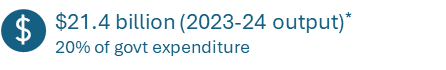 $21.4 billion (2023-24 output)*
20% of govt expenditure